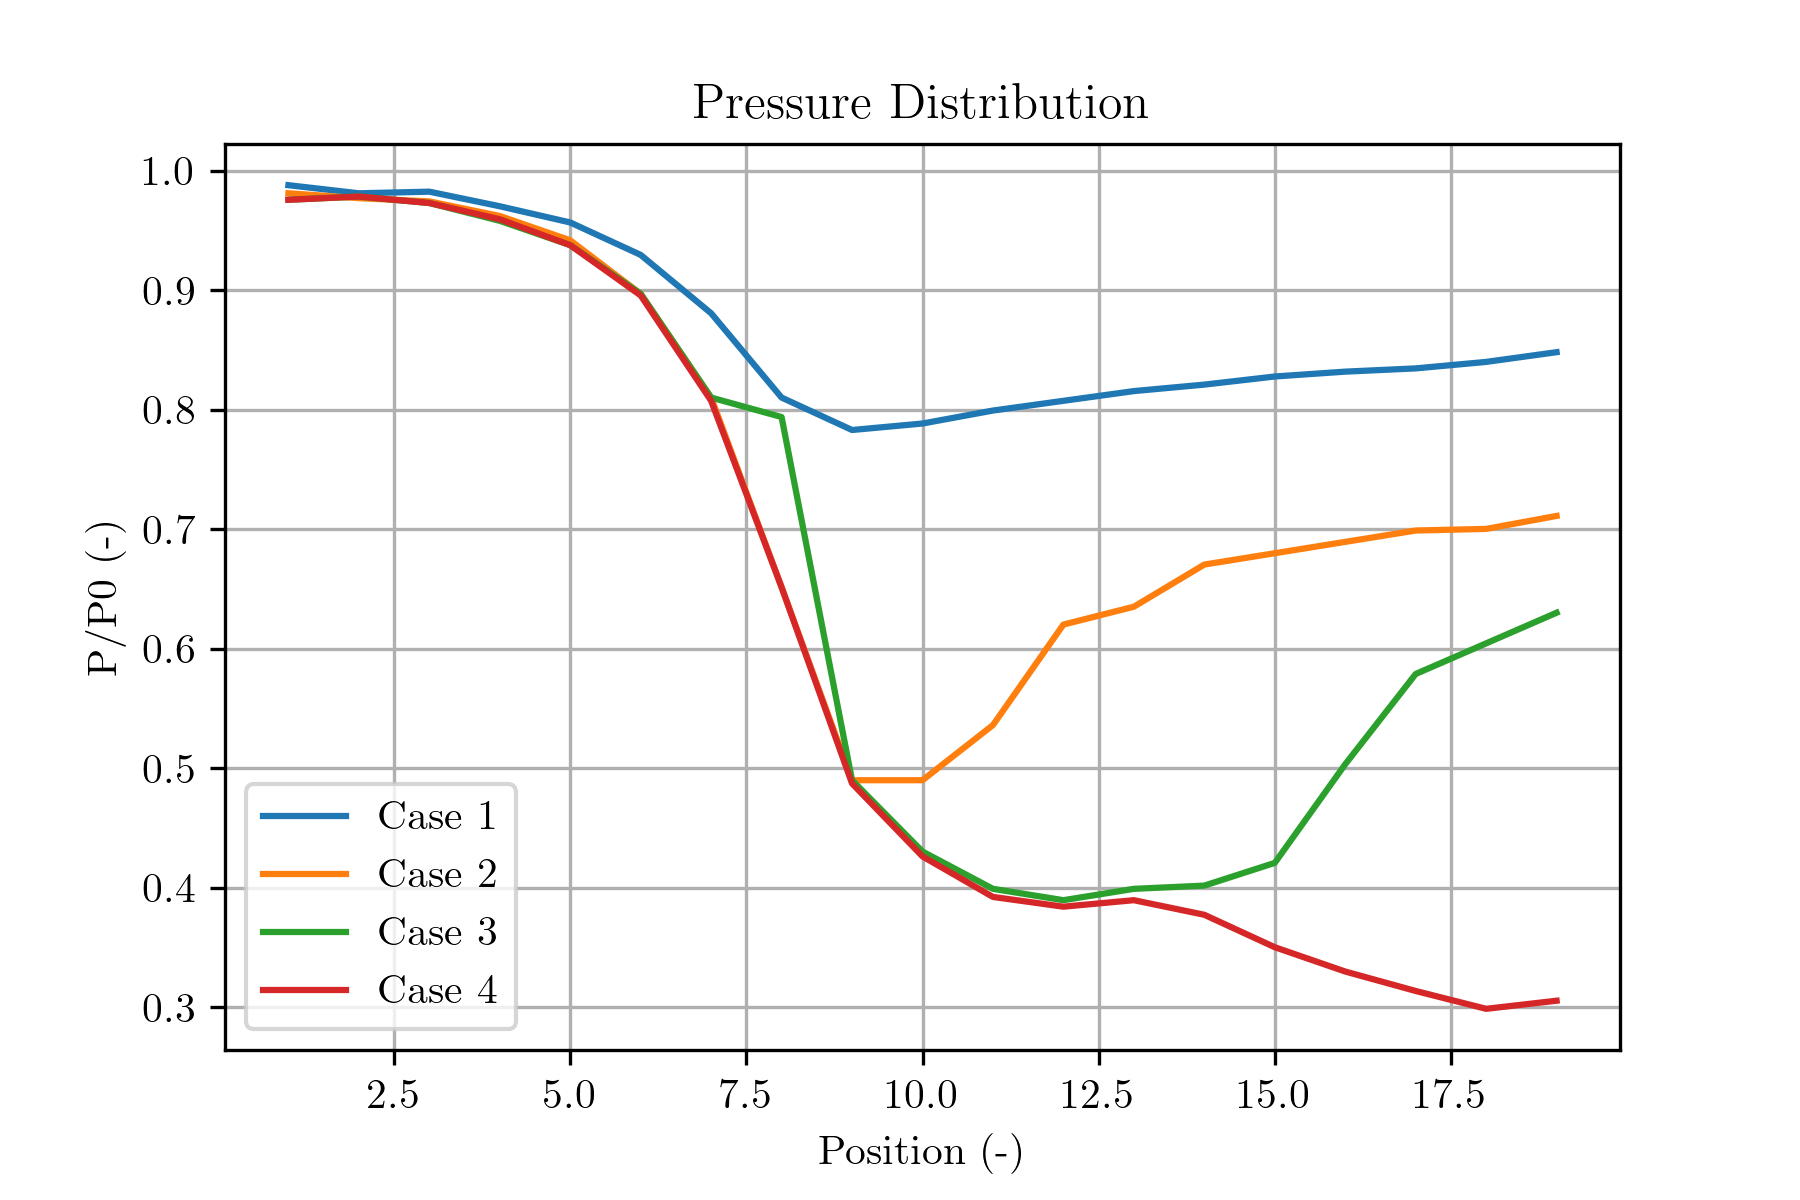 Pressure Distribution
1.0
0.9
0.8
0.7
0.6
0.5
0.4
0.3
P/P0 (-)
Case 1
Case 2
Case 3
Case 4
2.5 5.0 7.5 10.0 12.5 15.0 17.5
Position (-)